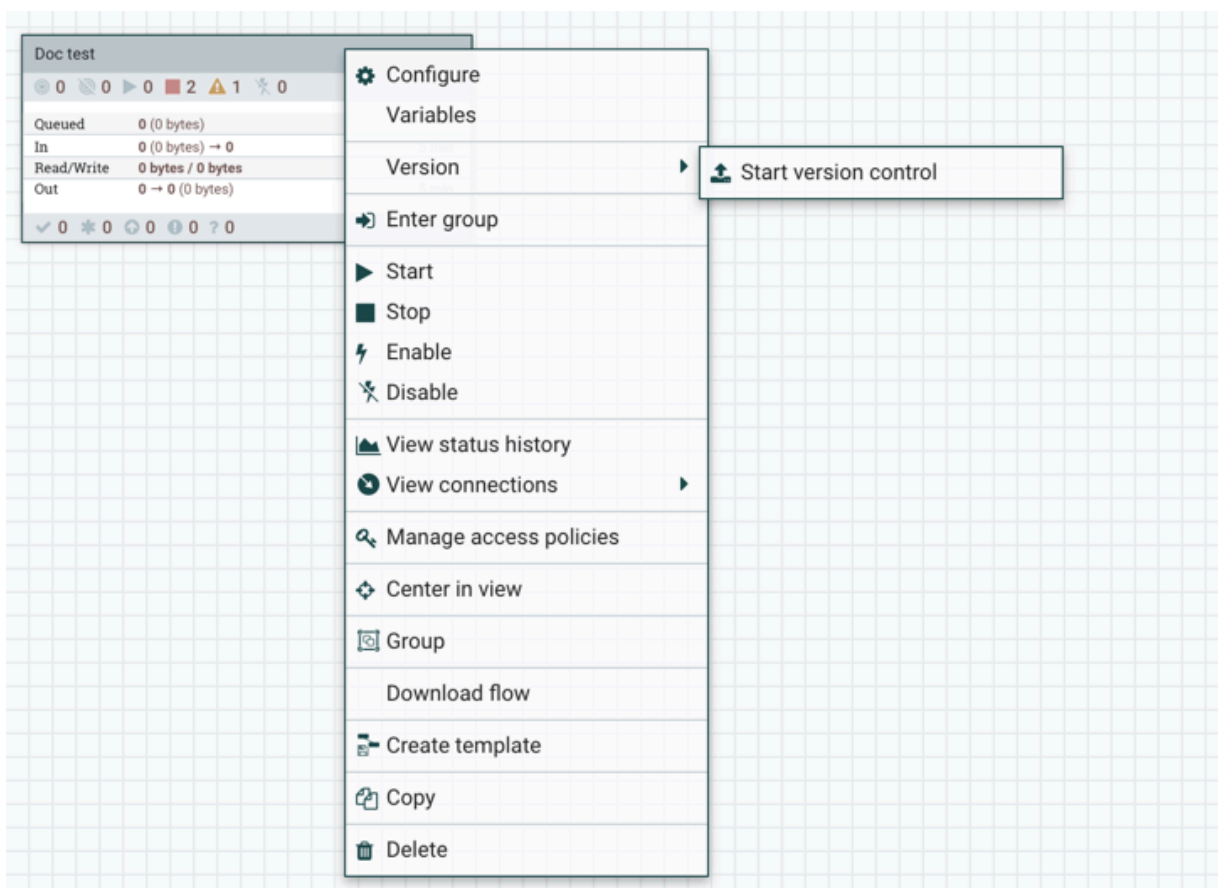 Doc test
0 0 0 2 1 0
Queued 0 (0 bytes)
In 0 (0 bytes) → 0
Read/Write 0 bytes / 0 bytes
Out 0 → 0 (0 bytes)
0 0 0 0 ? 0
Configure
Variables
Version
Start version control
Enter group
Start
Stop
Enable
Disable
View status history
View connections
Manage access policies
Center in view
Group
Download flow
Create template
Copy
Delete